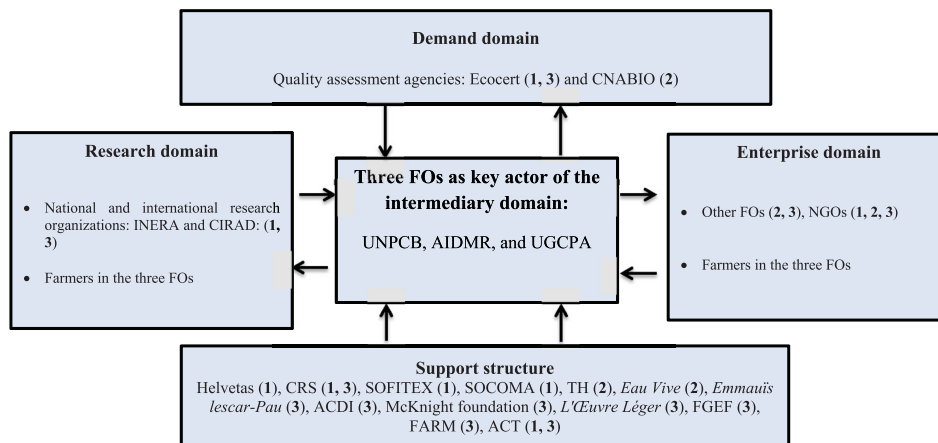 Demand domain
Quality assessment agencies: Ecocert (1, 3) and CNABIO (2)
Research domain
• National and international research
organizations: INERA and CIRAD: (1,
3)
• Farmers in the three FOs
Three FOs as key actor of the
intermediary domain:
UNPCB, AIDMR, and UGCPA
Enterprise domain
• Other FOs (2, 3), NGOs (1, 2, 3)
• Farmers in the three FOs
Support structure
Helvetas (1), CRS (1, 3), SOFITEX (1), SOCOMA (1), TH (2), Eau Vive (2), Emmauïs
lescar-Pau (3), ACDI (3), McKnight foundation (3), L'Œuvre Léger (3), FGEF (3),
FARM (3), ACT (1, 3)